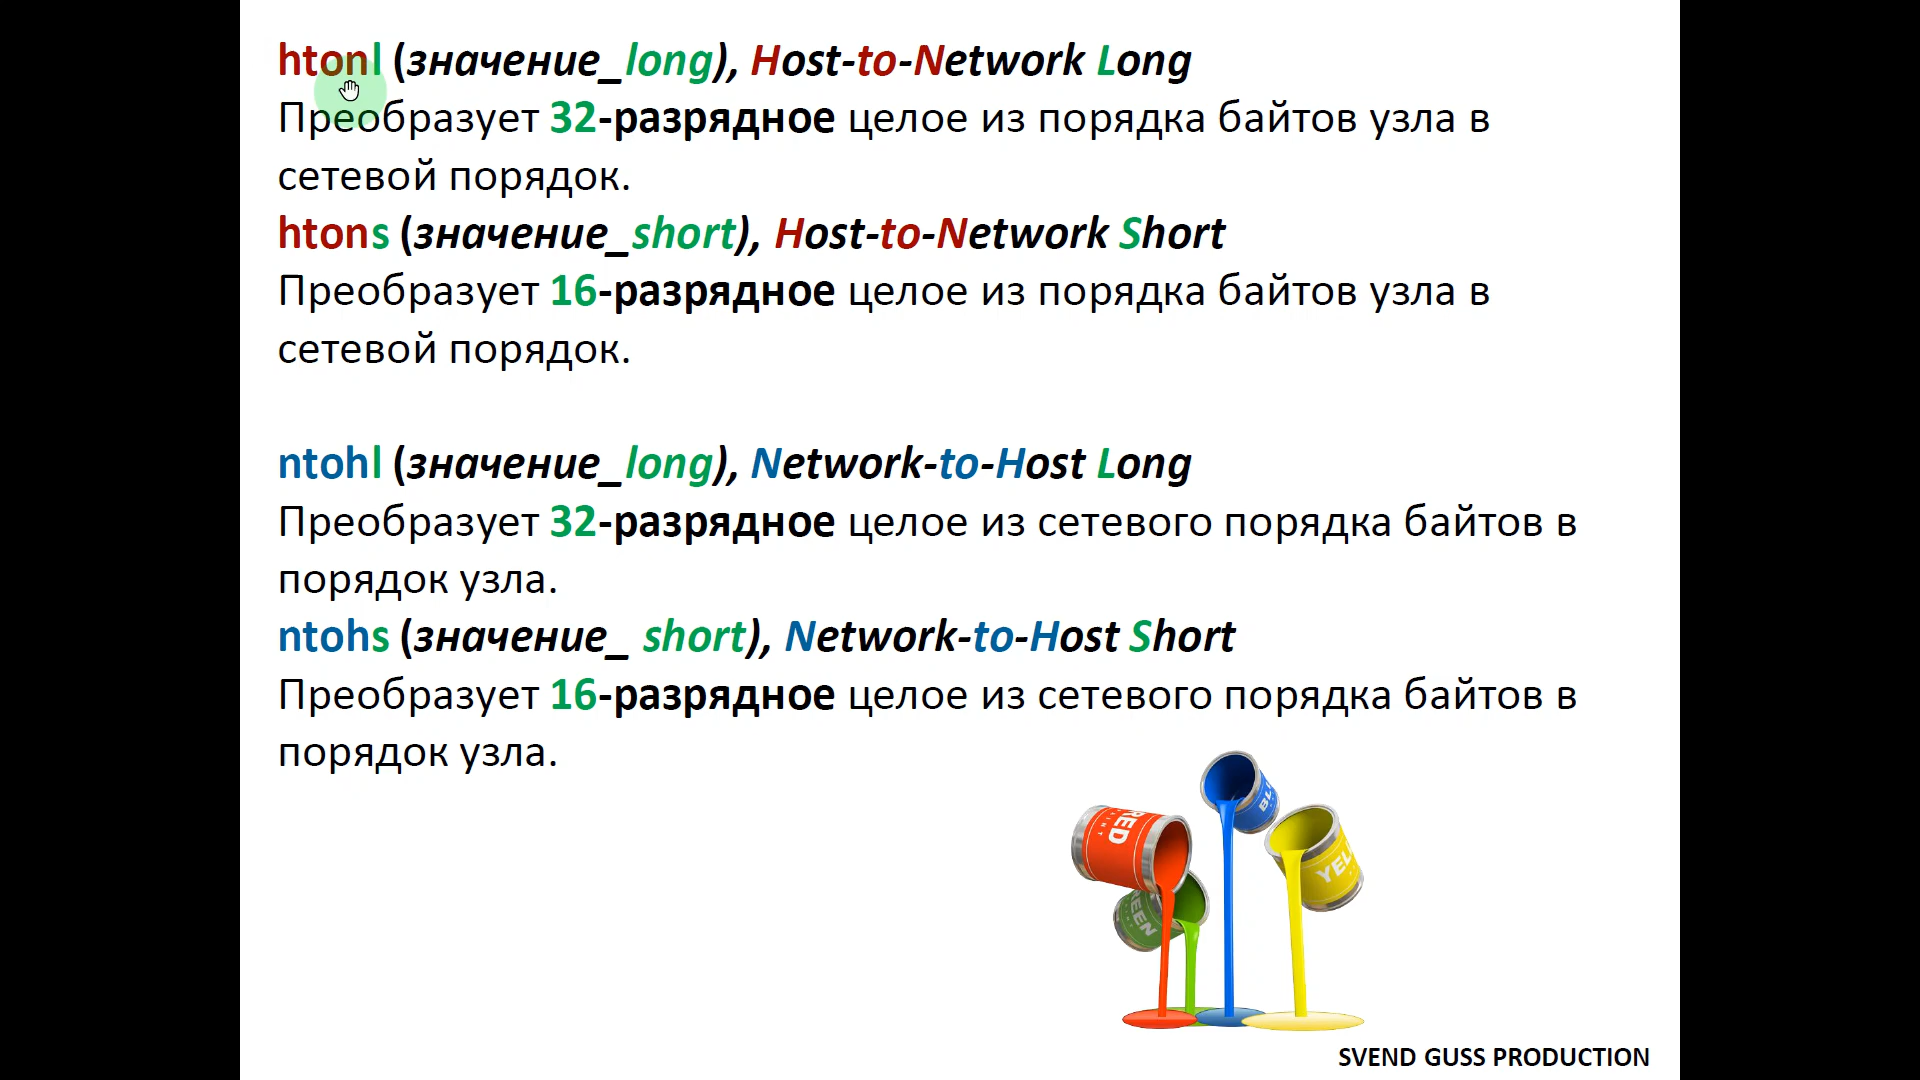 htonl (значение_long), Host-to-Network Long
Преобразует 32-разрядное целое из порядка байтов узла в
сетевой порядок.
htons (значение_short), Host-to-Network Short
Преобразует 16-разрядное целое из порядка байтов узла в
сетевой порядок.
ntohl (значение_long), Network-to-Host Long
Преобразует 32-разрядное целое из сетевого порядка байтов в
порядок узла.
ntohs (значение_ short), Network-to-Host Short
Преобразует 16-разрядное целое из сетевого порядка байтов в
порядок узла.
RED
SVEND GUSS PRODUCTION